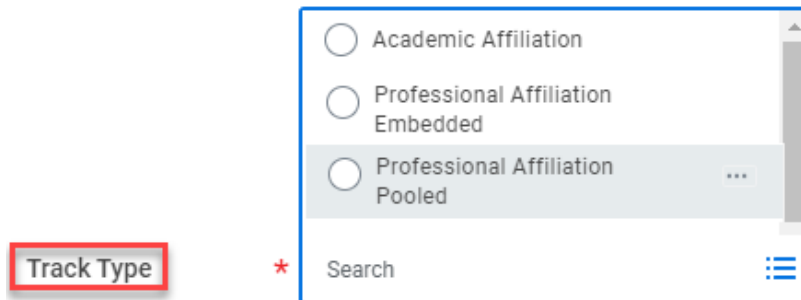 Academic Affiliation
Professional Affiliation
Embedded
Professional Affiliation
Pooled
Track Type * Search